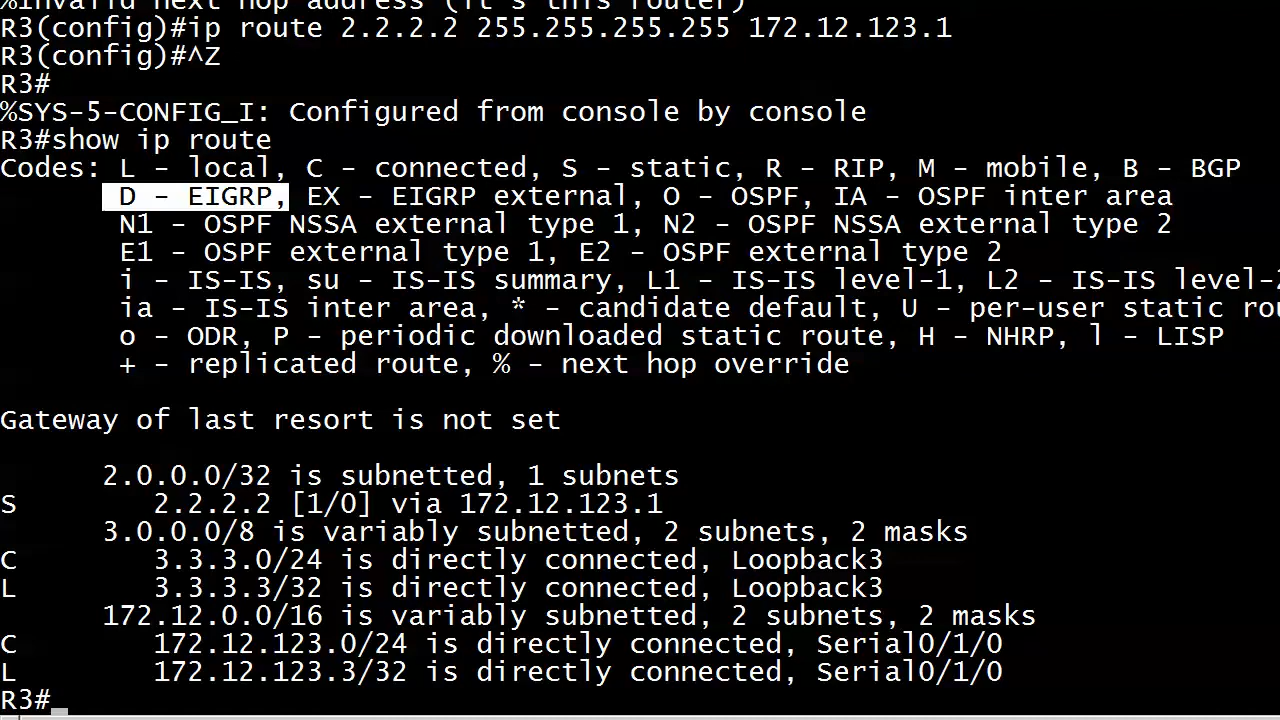 %Invalid next hop address (it's this router)
R3(config)#ip route 2.2.2.2 255.255.255.255 172.12.123.1
R3(config)#^Z
R3#
%SYS-5-CONFIG_I: Configured from console by console
R3#show ip route
Codes: L - local, C - connected, S - static, R - RIP, M - mobile, B - BGP
D - EIGRP, EX - EIGRP external, O - OSPF, IA - OSPF inter area
N1 - OSPF NSSA external type 1, N2 - OSPF NSSA external type 2
E1 - OSPF external type 1, E2 - OSPF external type 2
i - IS-IS, su - IS-IS summary, L1 - IS-IS level-1, L2 - IS-IS level-2
ia - IS-IS inter area, * - candidate default, U - per-user static rou
o - ODR, P - periodic downloaded static route, H - NHRP, l - LISP
+ - replicated route, % - next hop override
Gateway of last resort is not set
2.0.0.0/32 is subnetted, 1 subnets
S 2.2.2.2 [1/0] via 172.12.123.1
3.0.0.0/8 is variably subnetted, 2 subnets, 2 masks
C 3.3.3.0/24 is directly connected, Loopback3
L 3.3.3.3/32 is directly connected, Loopback3
172.12.0.0/16 is variably subnetted, 2 subnets, 2 masks
C 172.12.123.0/24 is directly connected, Serial0/1/0
L 172.12.123.3/32 is directly connected, Serial0/1/0
R3#